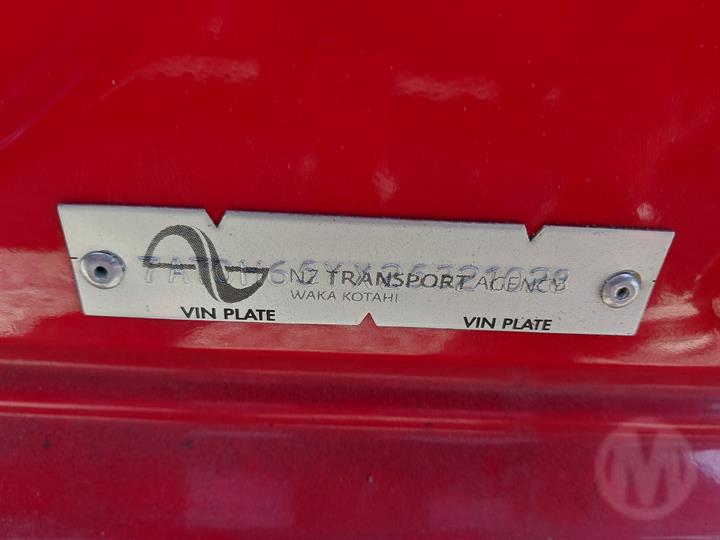 NZ TRANSPORT AGENCY
WAKA KOTAHI
VIN PLATE
VIN PLATE
M